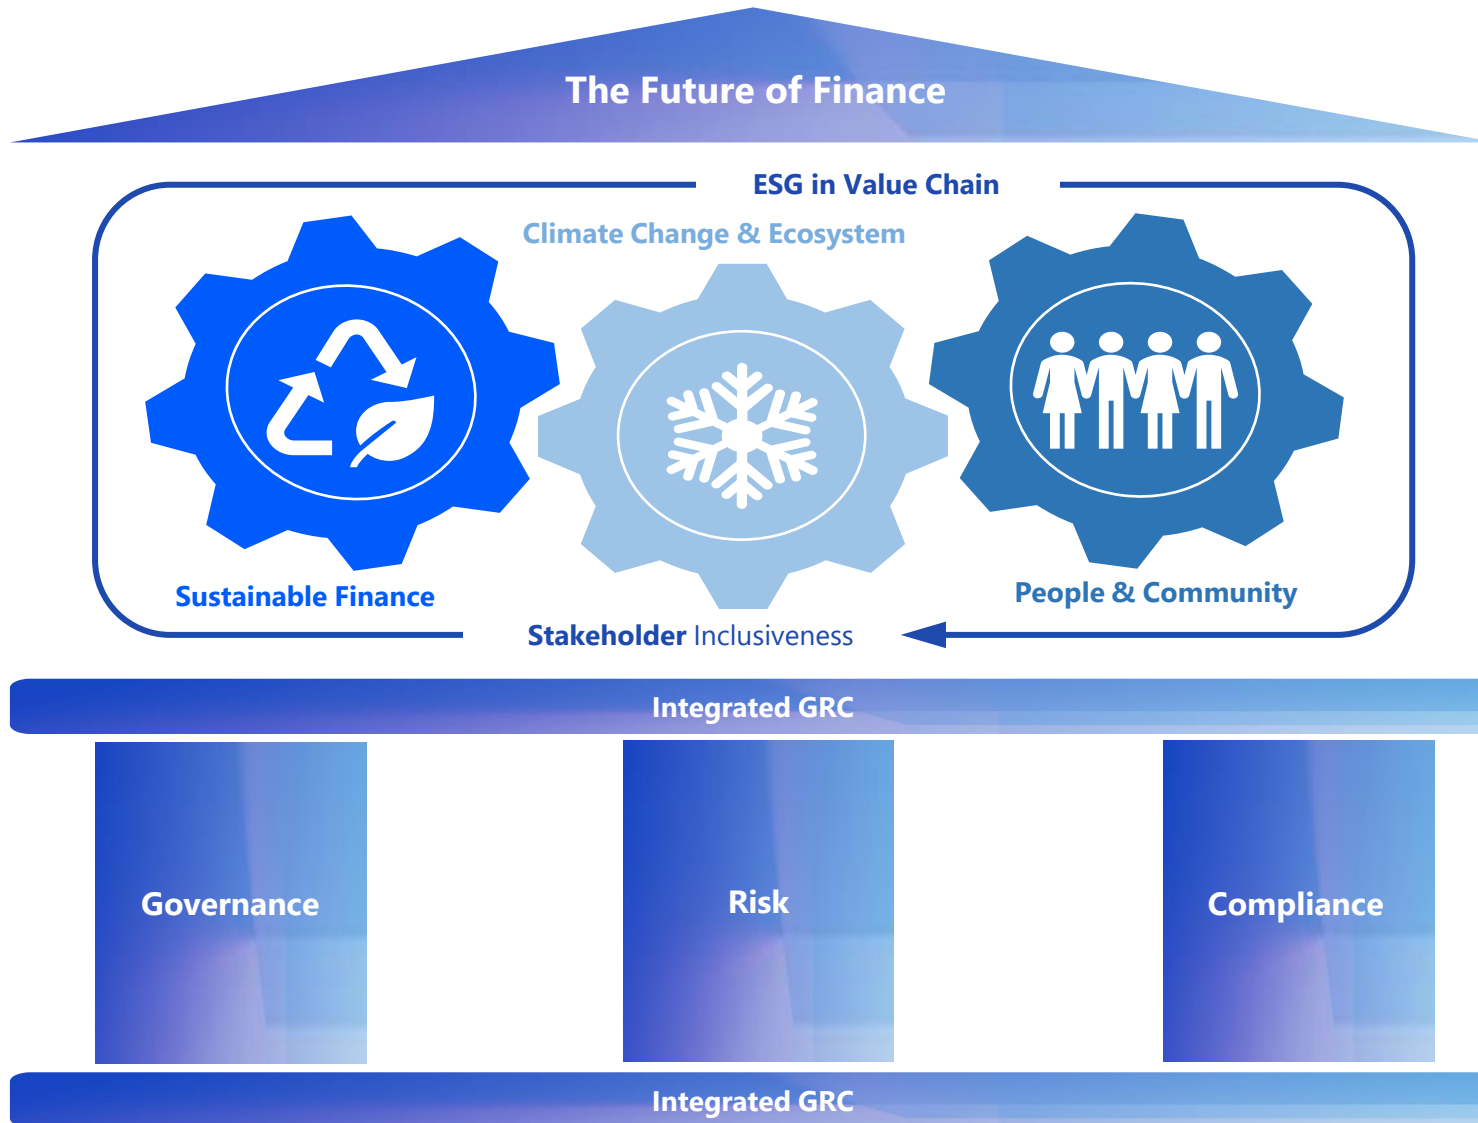 The Future of Finance
ESG in Value Chain
Climate Change & Ecosystem
Sustainable Finance
People & Community
Stakeholder Inclusiveness
Integrated GRC
Governance
Risk
Compliance
Integrated GRC